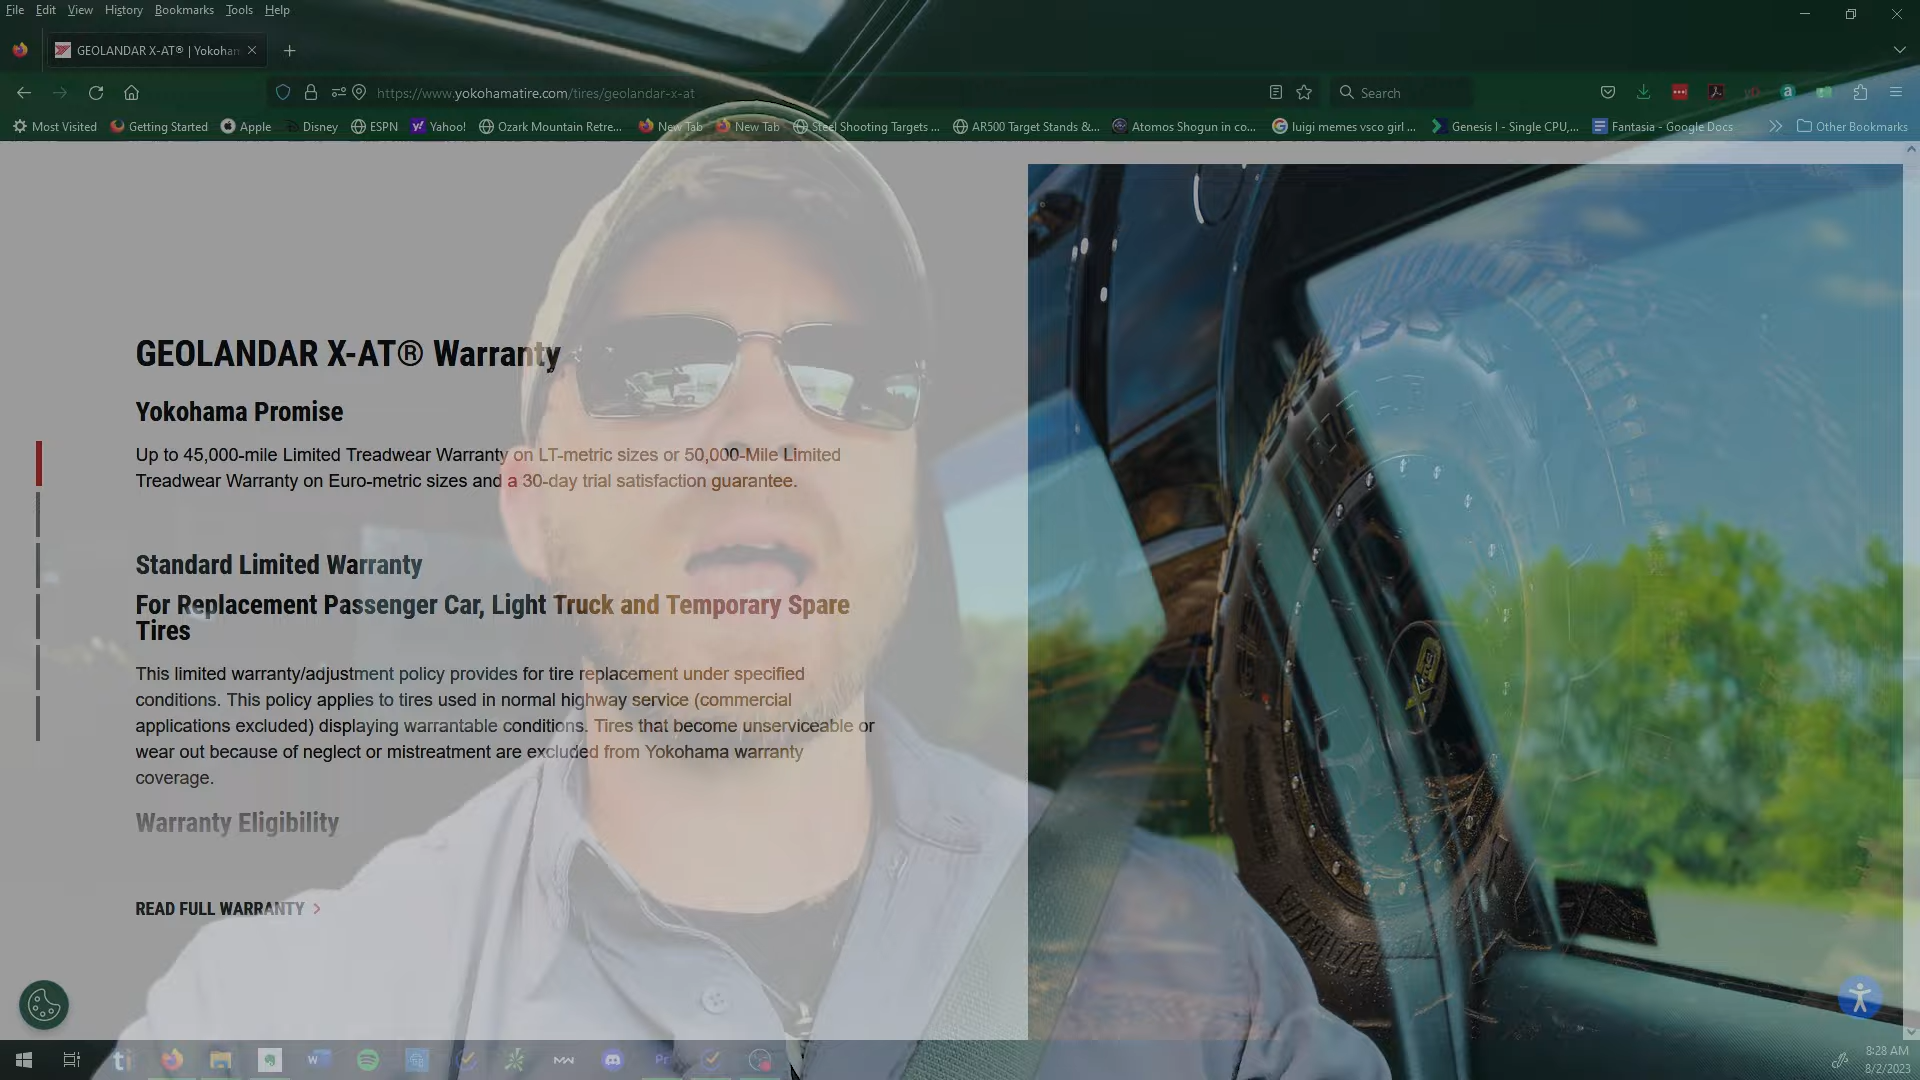 File Edit View History Bookmarks Tools Help
GEOLANDAR X-AT® | Yokoham
https://www.yokohamatire.com/tires/geolandar-x-at
Search
Most Visited Getting Started Apple Disney ESPN Yahoo! Ozark Mountain Retre... New Tab New Tab Steel Shooting Targets ... AR500 Target Stands &... Atomos Shogun in co... luigi memes vsco girl ... Genesis I - Single CPU,... Fantasia - Google Docs Other Bookmarks
GEOLANDAR X-AT® Warranty
Yokohama Promise
Up to 45,000-mile Limited Treadwear Warranty on LT-metric sizes or 50,000-Mile Limited
Treadwear Warranty on Euro-metric sizes and a 30-day trial satisfaction guarantee.
Standard Limited Warranty
For Replacement Passenger Car, Light Truck and Temporary Spare
Tires
This limited warranty/adjustment policy provides for tire replacement under specified
conditions. This policy applies to tires used in normal highway service (commercial
applications excluded) displaying warrantable conditions. Tires that become unserviceable or
wear out because of neglect or mistreatment are excluded from Yokohama warranty
coverage.
Warranty Eligibility
READ FULL WARRANTY
8:28 AM
8/2/2023